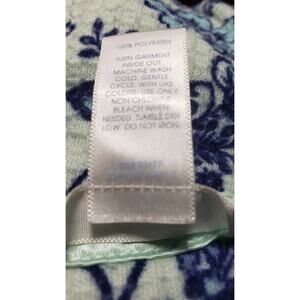 100% POLYESTER
TURN GARMENT
INSIDE OUT.
MACHINE WASH
COLD, GENTLE
CYCLE, WITH LIKE
COLORS. USE ONLY
NON CHLORINE
BLEACH WHEN
NEEDED. TUMBLE DRY
LOW. DO NOT IRON.